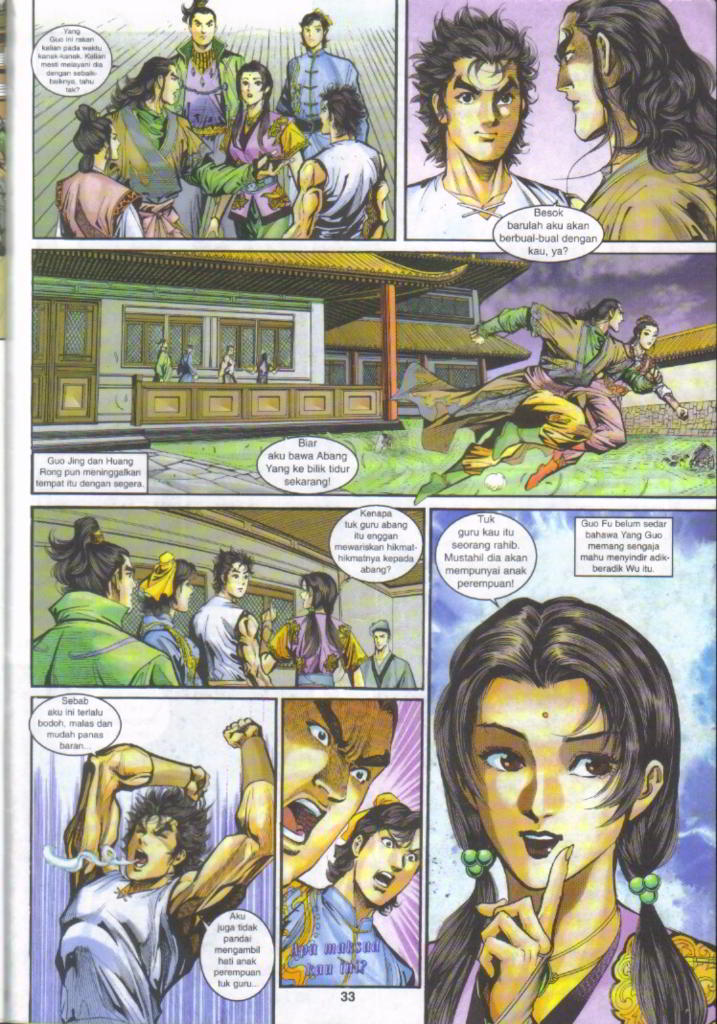 Yang
Guo ini rakan
kalian pada waktu
kanak-kanak. Kalian
mesti melayani dia
dengan sebaik-
baiknya, tahu
tak?
Besok
barulah aku akan
berbual-bual dengan
kau, ya?
Guo Jing dan Huang
Rong pun meninggalkan
tempat itu dengan segera.
Biar
aku bawa Abang
Yang ke bilik tidur
sekarang!
Kenapa
tuk guru abang
itu enggan
mewariskan hikmat-
hikmatnya kepada
abang?
Tuk
guru kau itu
seorang rahib.
Mustahil dia akan
mempunyai anak
perempuan!
Guo Fu belum sedar
bahawa Yang Guo
memang sengaja
mahu menyindir adik-
beradik Wu itu.
Sebab
aku ini terlalu
bodoh, malas dan
mudah panas
baran...
Aku
juga tidak
pandai
mengambil
hati anak
perempuan
tuk guru...
Apa maksud
kau ini?
33